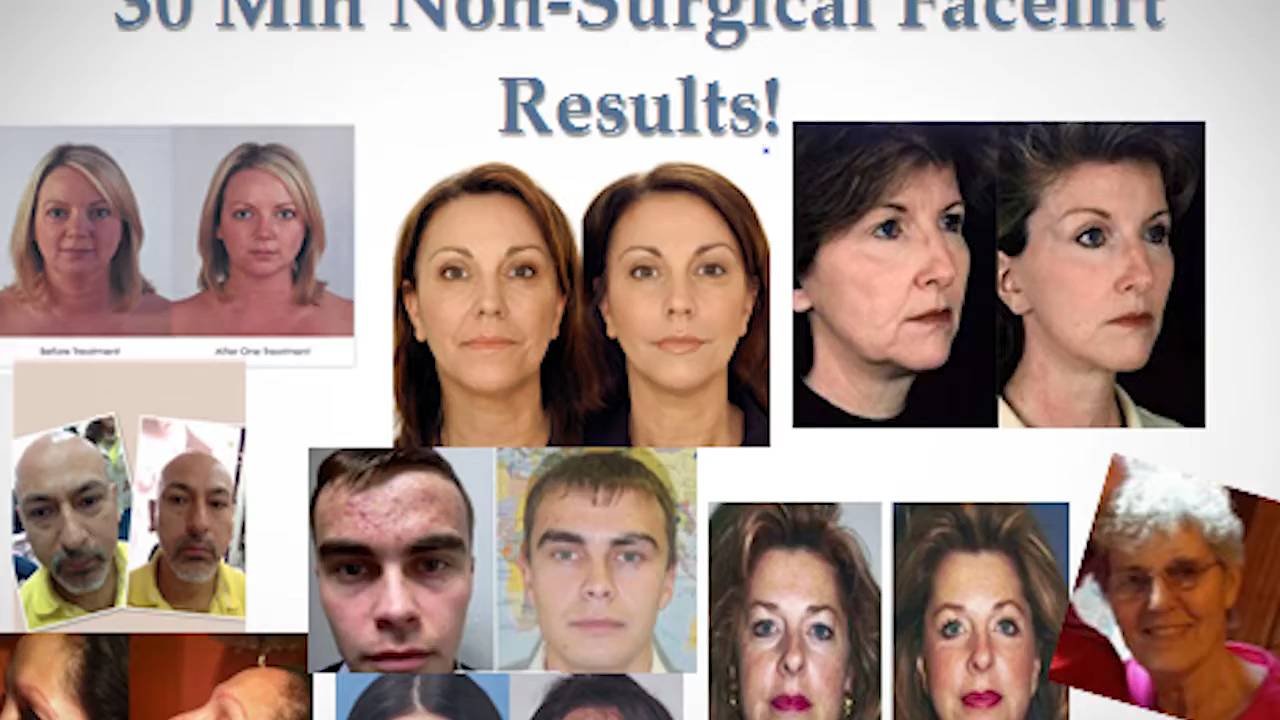 30 Min Non-Surgical Facelift
Results!
Before Treatment
After One Treatment